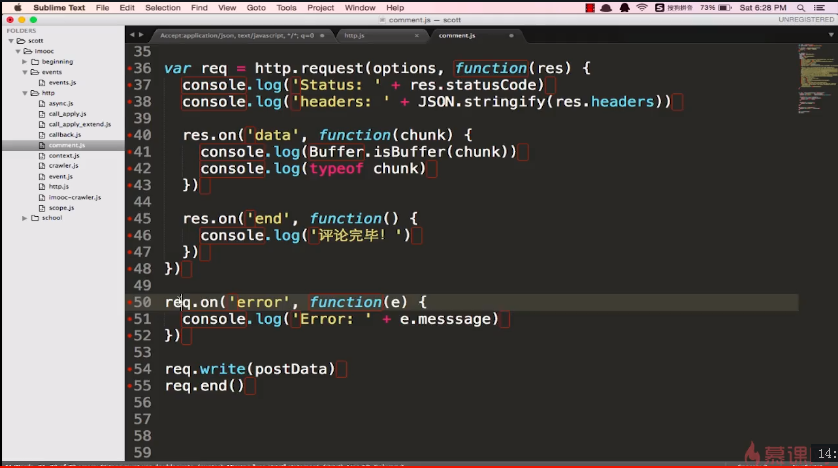 Sublime Text File Edit Selection Find View Goto Tools Project Window Help 搜狗拼音 73% Sat 6:28 PM
comment.js — scott UNREGISTERED
FOLDERS
scott
imooc
beginning
events
events.js
http
async.js
call_apply.js
call_apply_extend.js
callback.js
comment.js
context.js
crawler.js
event.js
http.js
imooc-crawler.js
scope.js
school
Accept:application/json, text/javascript, */*; q=0 http.js comment.js
35
36 var req = http.request(options, function(res) {
37 console.log('Status: ' + res.statusCode)
38 console.log('headers: ' + JSON.stringify(res.headers))
39
40 res.on('data', function(chunk) {
41 console.log(Buffer.isBuffer(chunk))
42 console.log(typeof chunk)
43 })
44
45 res.on('end', function() {
46 console.log('评论完毕! ')
47 })
48 })
49
50 req.on('error', function(e) {
51 console.log('Error: ' + e.messsage)
52 })
53
54 req.write(postData)
55 req.end()
56
57
58
59
慕课
14: